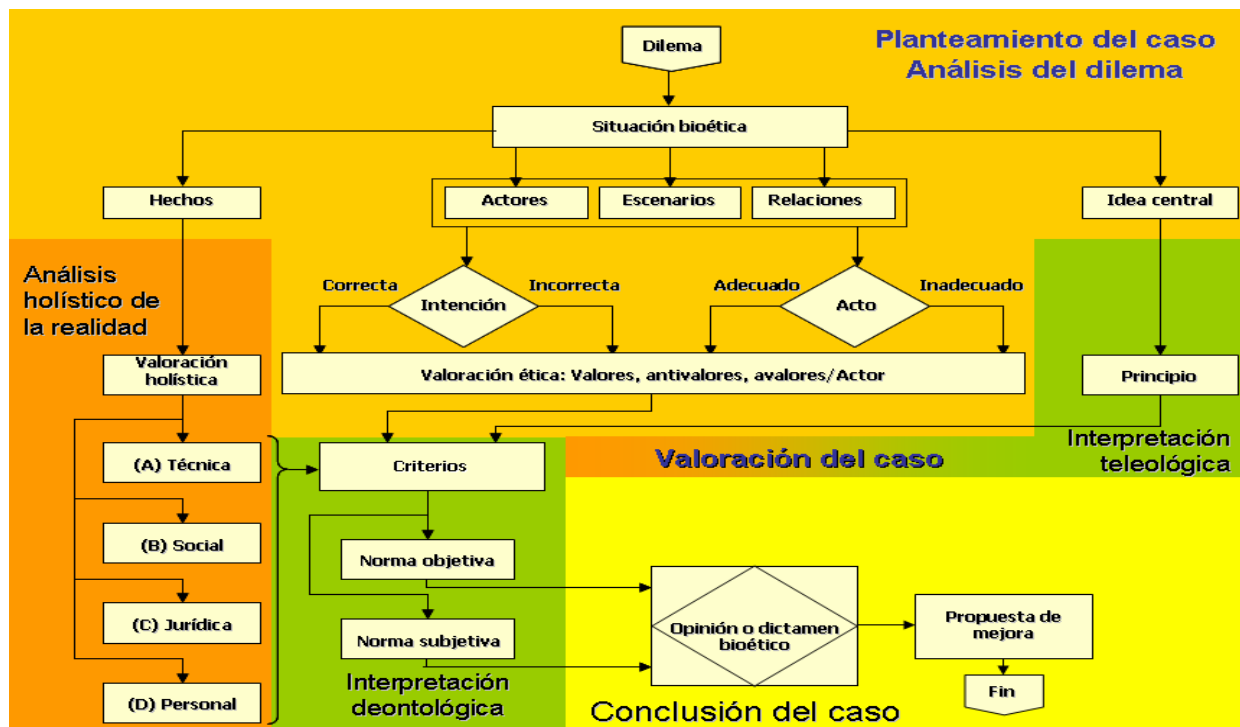 Dilema
Planteamiento del caso
Análisis del dilema
Situación bioética
Hechos
Actores
Escenarios
Relaciones
Idea central
Análisis
holístico de
la realidad
Correcta
Incorrecta
Adecuado
Inadecuado
Intención
Acto
Valoración
holística
Valoración ética: Valores, antivalores, avalores/Actor
Principio
Interpretación
teleológica
Valoración del caso
(A) Técnica
Criterios
(B) Social
Norma objetiva
(C) Jurídica
Norma subjetiva
Opinión o dictamen
bioético
Propuesta de
mejora
(D) Personal
Interpretación
deontológica
Fin
Conclusión del caso